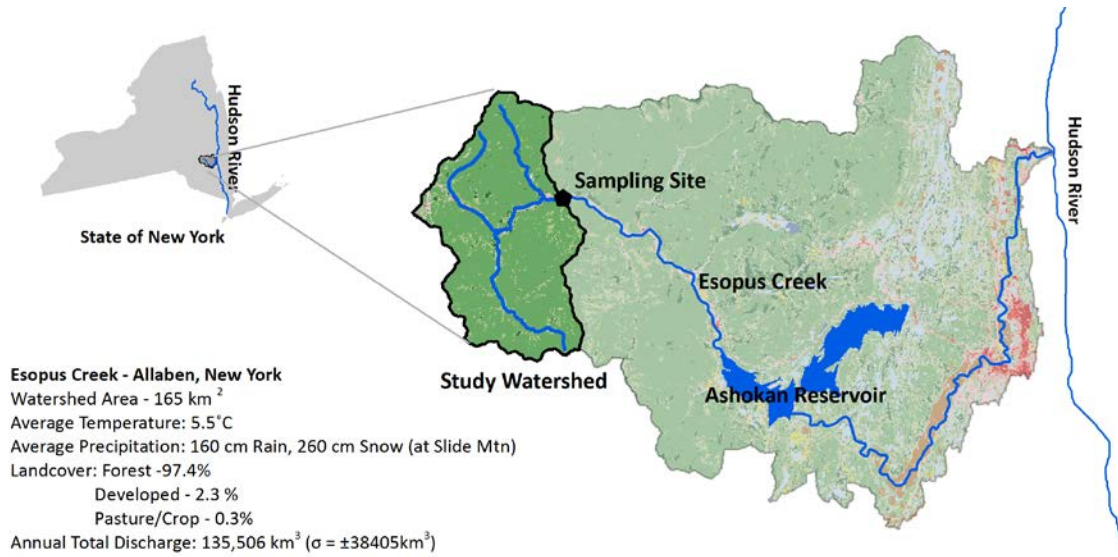 Hudson River
State of New York
Sampling Site
Hudson River
Esopus Creek
Study Watershed
Ashokan Reservoir
Esopus Creek - Allaben, New York
Watershed Area - 165 km ²
Average Temperature: 5.5˚C
Average Precipitation: 160 cm Rain, 260 cm Snow (at Slide Mtn)
Landcover: Forest -97.4%
Developed - 2.3 %
Pasture/Crop - 0.3%
Annual Total Discharge: 135,506 km³ (σ = ±38405km³)